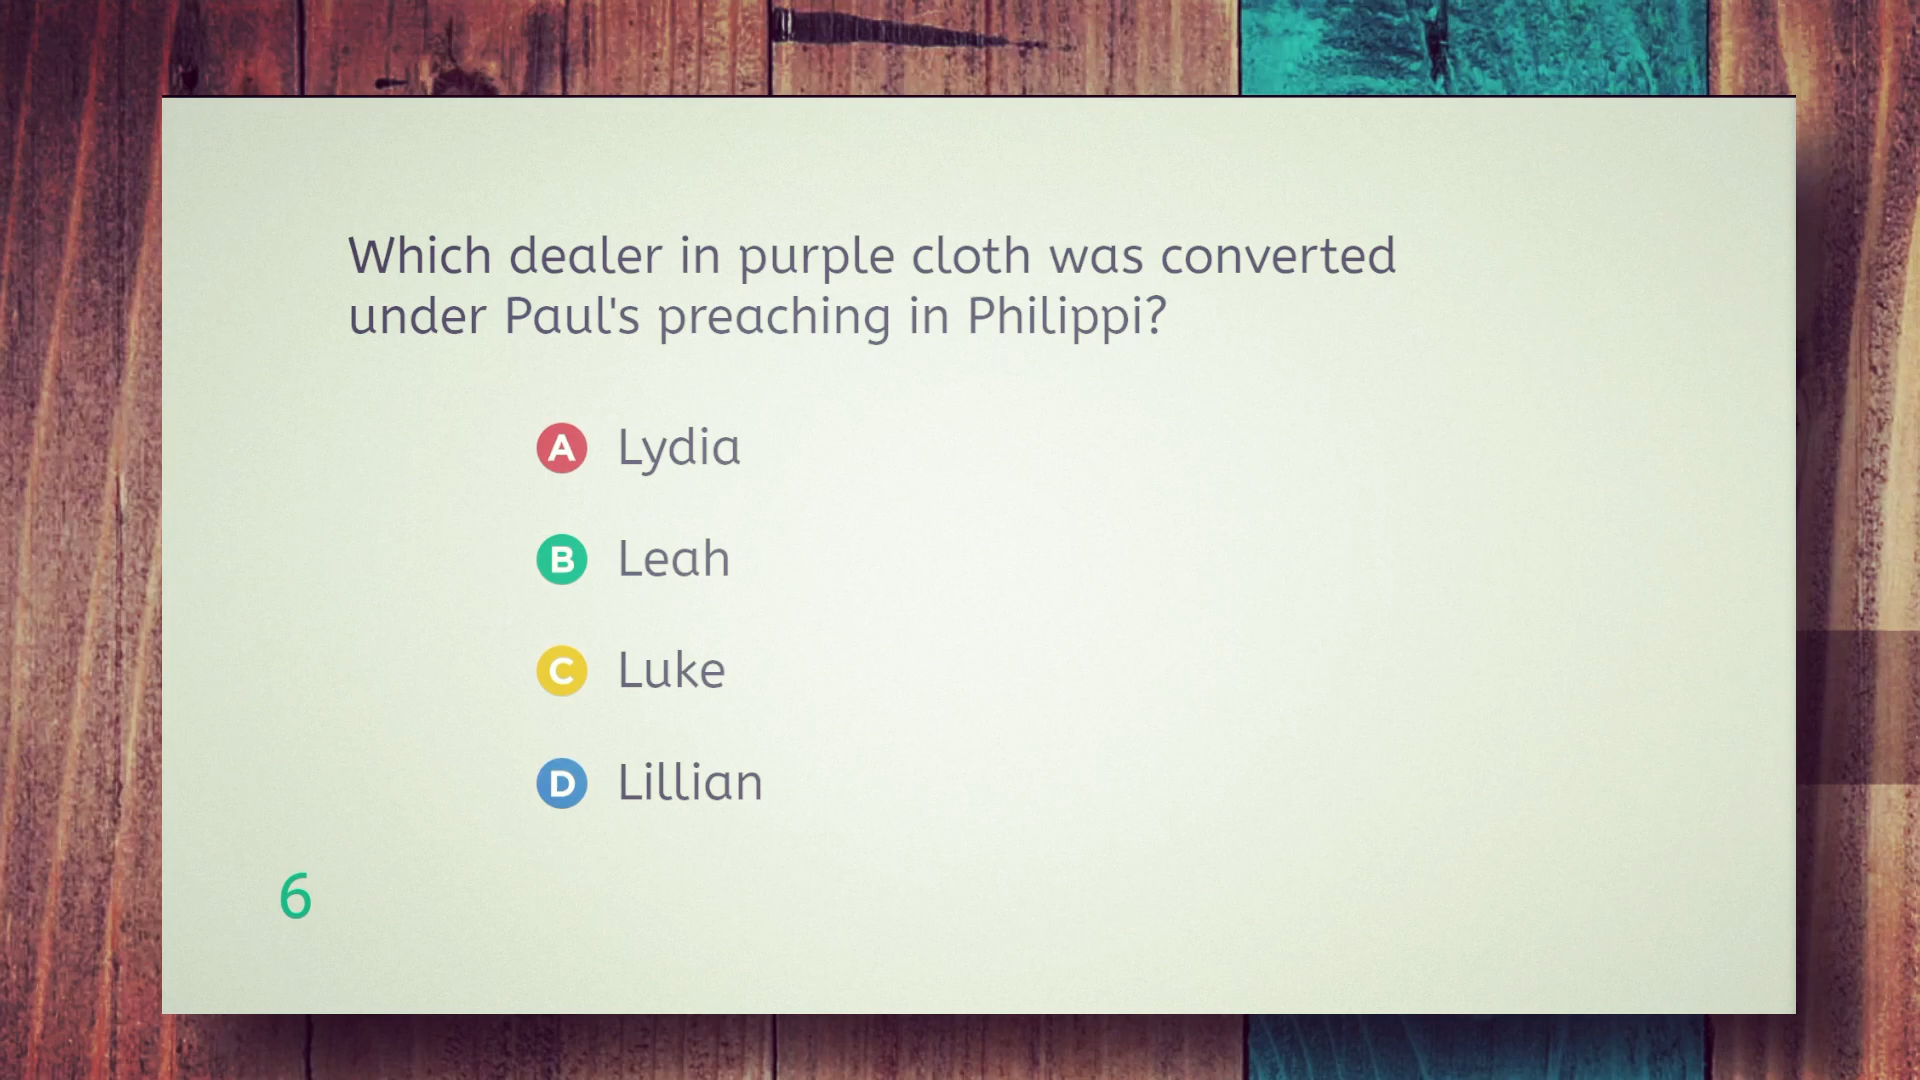 Which dealer in purple cloth was converted
under Paul's preaching in Philippi?
A Lydia
B Leah
C Luke
D Lillian
6